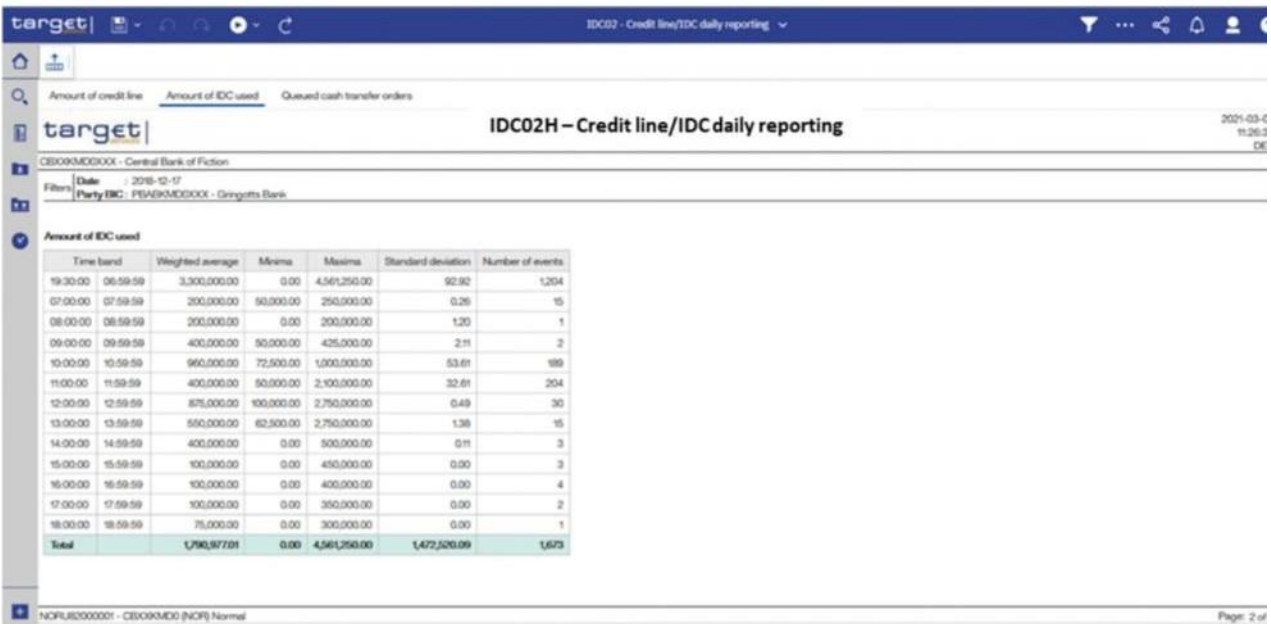 target| IDC02 - Credit line/IDC daily reporting
Amount of credit line Amount of IDC used Queued cash transfer orders
target|
IDC02H – Credit line/IDC daily reporting
2021-03-0
11:26:3
DE
- Central Bank of Fiction
Filters Date : 2018-12-17
Party BIC : - Gringotts Bank
Amount of IDC used
Time band Weighted average Minima Maxima Standard deviation Number of events
19:30:00 06:59:59 3,300,000.00 0.00 4,561,250.00 92.92 1,204
07:00:00 07:59:59 200,000.00 50,000.00 250,000.00 0.26 15
08:00:00 08:59:59 200,000.00 0.00 200,000.00 1.20 1
09:00:00 09:59:59 400,000.00 50,000.00 425,000.00 2.11 2
10:00:00 10:59:59 960,000.00 72,500.00 1,000,000.00 53.61 189
11:00:00 11:59:59 400,000.00 50,000.00 2,100,000.00 32.61 204
12:00:00 12:59:59 875,000.00 100,000.00 2,750,000.00 0.49 30
13:00:00 13:59:59 550,000.00 62,500.00 2,750,000.00 1.38 15
14:00:00 14:59:59 400,000.00 0.00 500,000.00 0.11 3
15:00:00 15:59:59 100,000.00 0.00 450,000.00 0.00 3
16:00:00 16:59:59 100,000.00 0.00 400,000.00 0.00 4
17:00:00 17:59:59 100,000.00 0.00 350,000.00 0.00 2
18:00:00 18:59:59 75,000.00 0.00 300,000.00 0.00 1
Total 1,790,977.01 0.00 4,561,250.00 1,472,520.09 1,673
(NOR) Normal
Page: 2 of